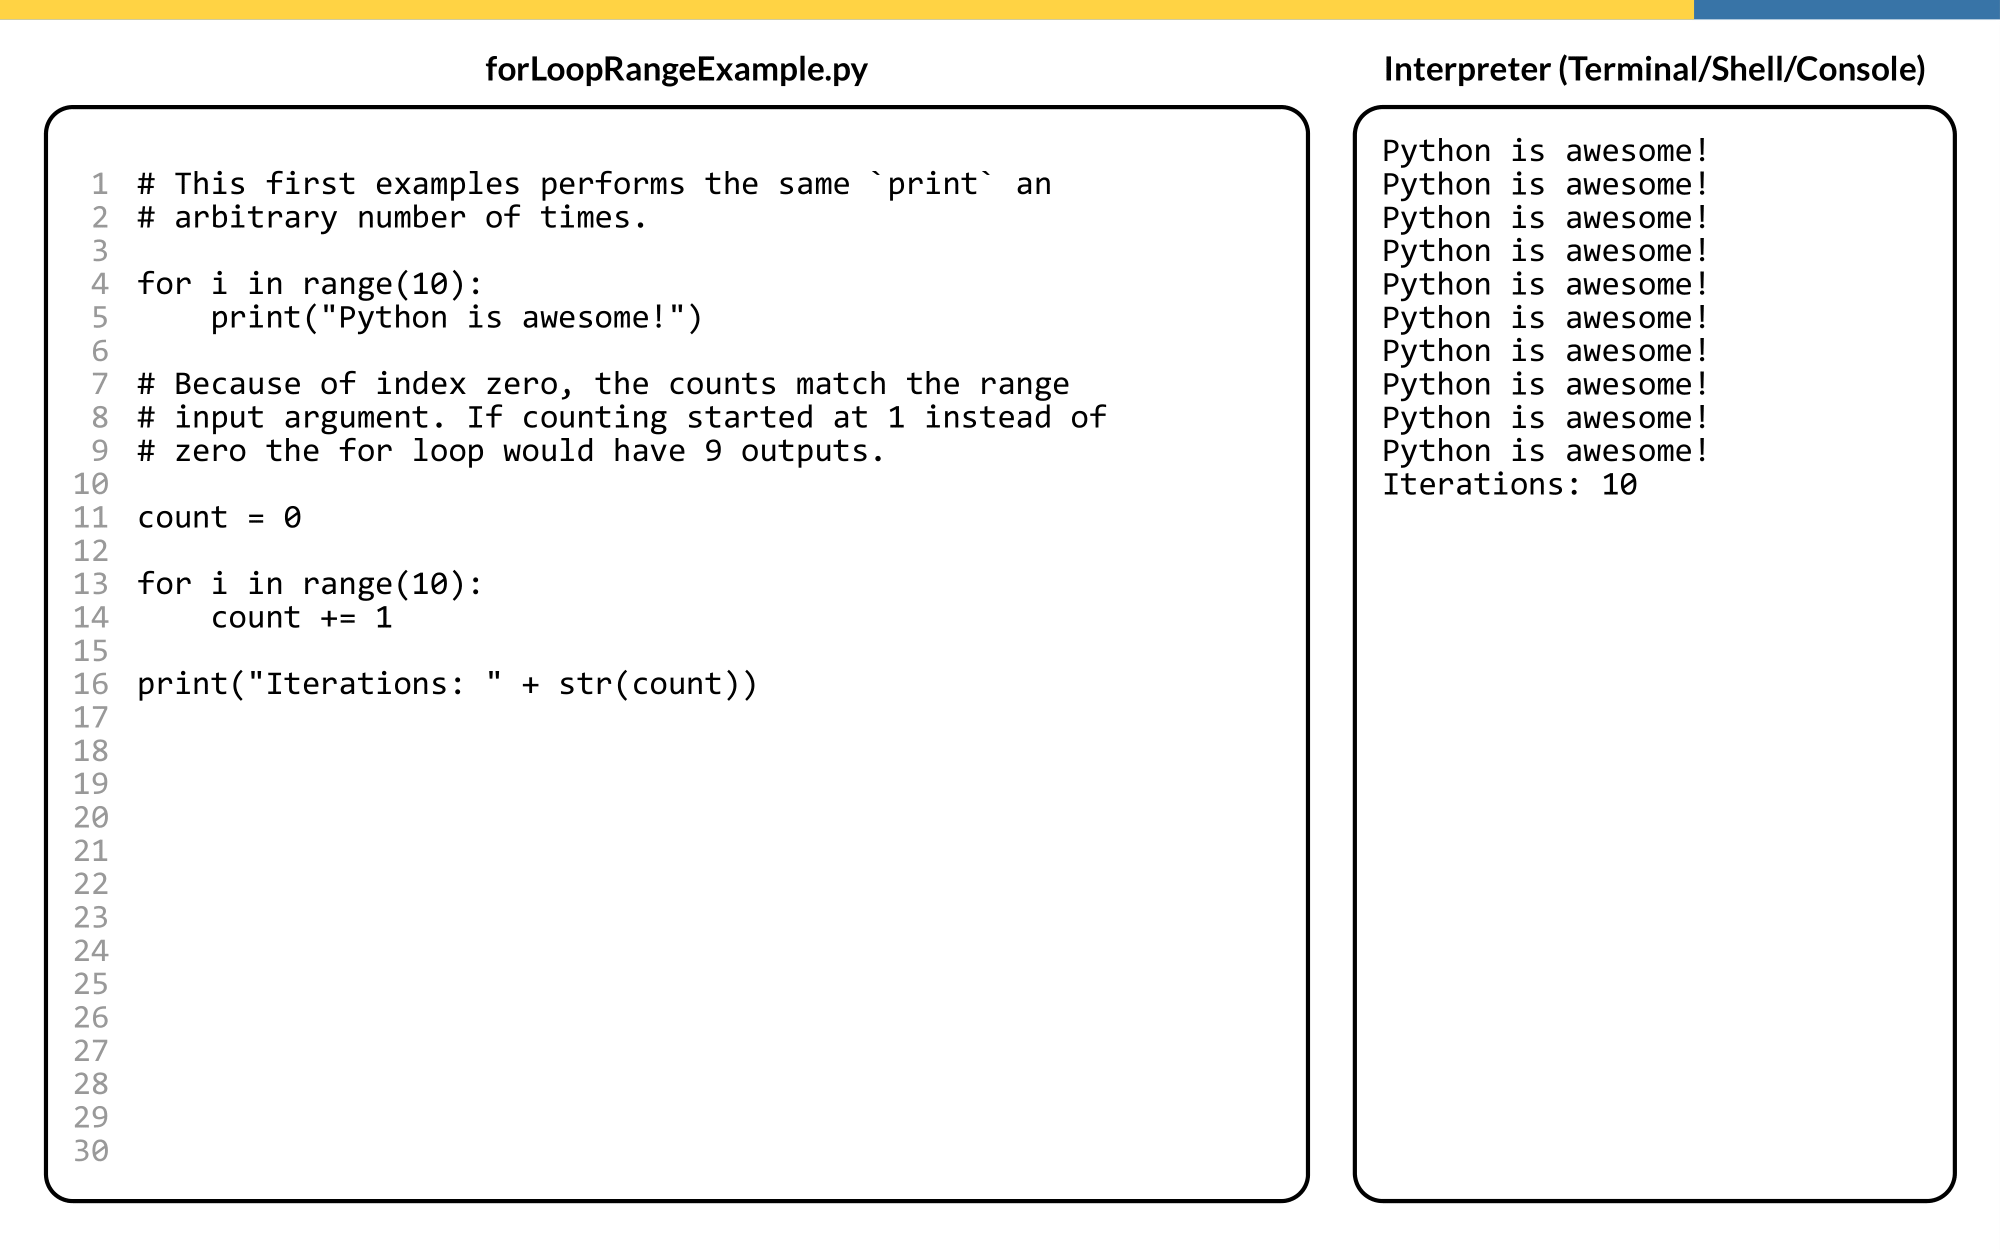 forLoopRangeExample.py
1 # This first examples performs the same `print` an
2 # arbitrary number of times.
3
4 for i in range(10):
5     print("Python is awesome!")
6
7 # Because of index zero, the counts match the range
8 # input argument. If counting started at 1 instead of
9 # zero the for loop would have 9 outputs.
10
11 count = 0
12
13 for i in range(10):
14     count += 1
15
16 print("Iterations: " + str(count))
17
18
19
20
21
22
23
24
25
26
27
28
29
30
Interpreter (Terminal/Shell/Console)
Python is awesome!
Python is awesome!
Python is awesome!
Python is awesome!
Python is awesome!
Python is awesome!
Python is awesome!
Python is awesome!
Python is awesome!
Python is awesome!
Iterations: 10